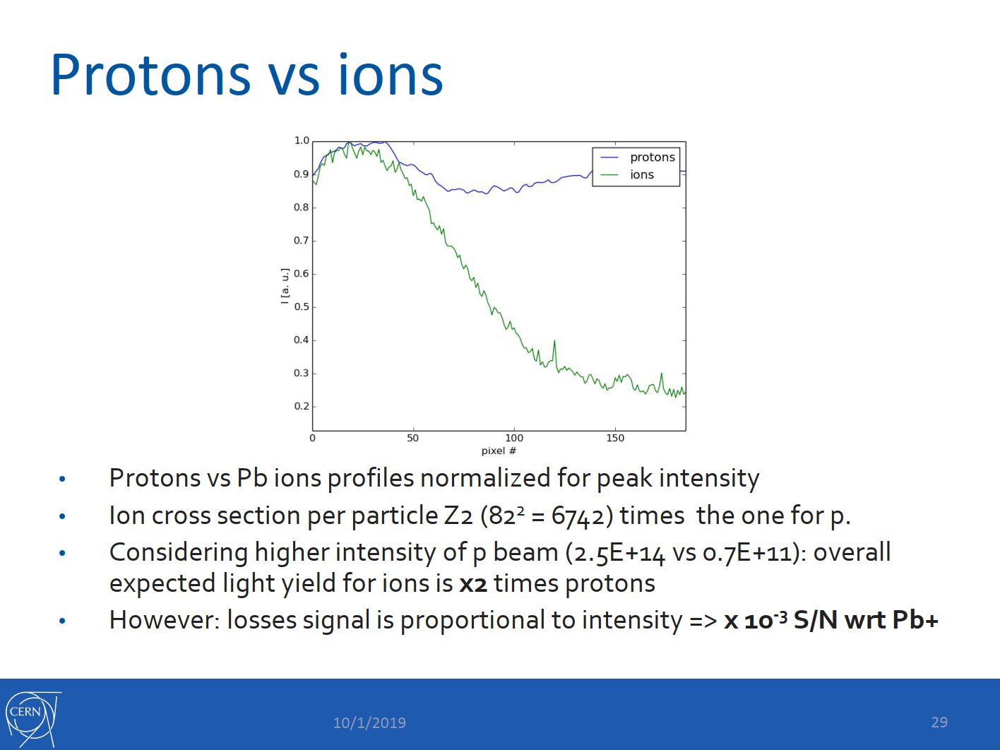 Protons vs ions
1.0
0.9
0.8
0.7
0.6
0.5
0.4
0.3
0.2
I [a. u.]
protons
ions
0 50 100 150
pixel #
• Protons vs Pb ions profiles normalized for peak intensity
• Ion cross section per particle Z2 (82² = 6742) times the one for p.
• Considering higher intensity of p beam (2.5E+14 vs 0.7E+11): overall
expected light yield for ions is x2 times protons
• However: losses signal is proportional to intensity => x 10⁻³ S/N wrt Pb+
CERN
10/1/2019
29